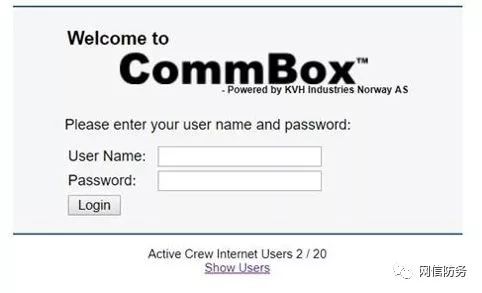 Welcome to
CommBox™
- Powered by KVH Industries Norway AS
Please enter your user name and password:
User Name:
Password:
Login
Active Crew Internet Users 2 / 20
Show Users
网信防务